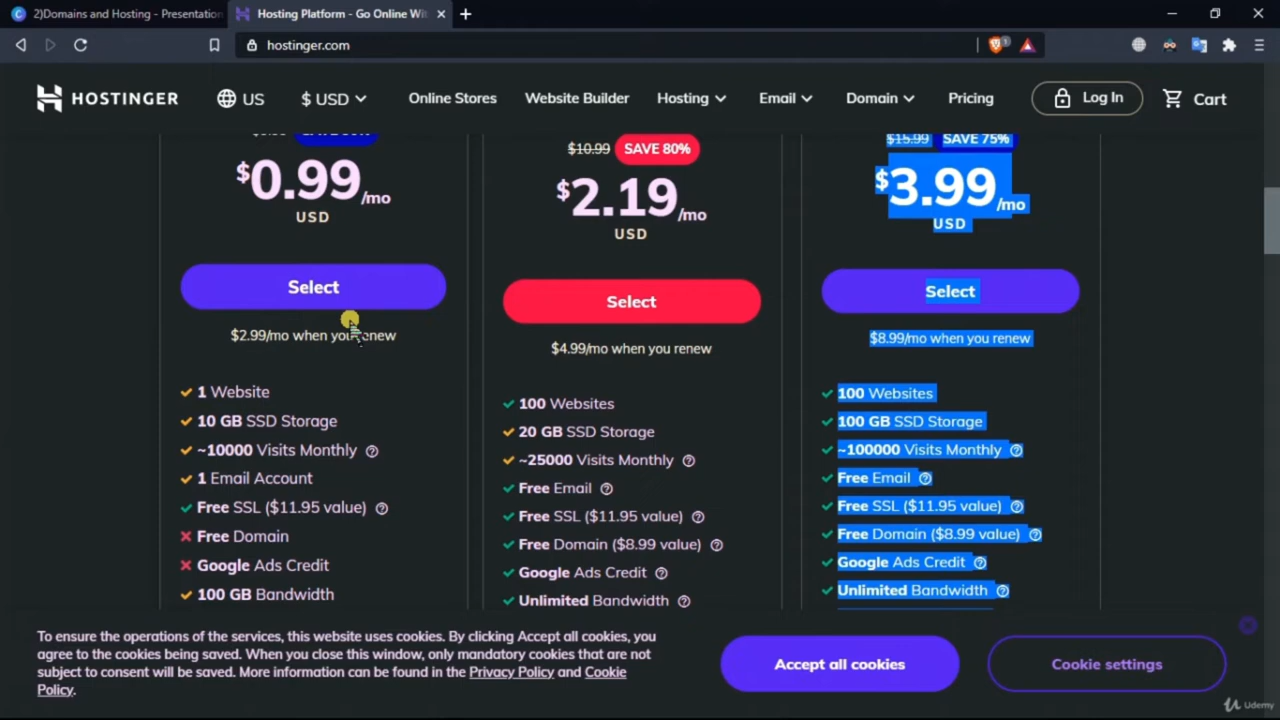 2)Domains and Hosting - Presentation
Hosting Platform - Go Online Wit
hostinger.com
HOSTINGER
US
$ USD
Online Stores
Website Builder
Hosting
Email
Domain
Pricing
Log In
Cart
$0.99/mo
USD
Select
$2.99/mo when you renew
1 Website
10 GB SSD Storage
~10000 Visits Monthly
1 Email Account
Free SSL ($11.95 value)
Free Domain
Google Ads Credit
100 GB Bandwidth
$10.99 SAVE 80%
$2.19/mo
USD
Select
$4.99/mo when you renew
100 Websites
20 GB SSD Storage
~25000 Visits Monthly
Free Email
Free SSL ($11.95 value)
Free Domain ($8.99 value)
Google Ads Credit
Unlimited Bandwidth
$15.99 SAVE 75%
$3.99/mo
USD
Select
$8.99/mo when you renew
100 Websites
100 GB SSD Storage
~100000 Visits Monthly
Free Email
Free SSL ($11.95 value)
Free Domain ($8.99 value)
Google Ads Credit
Unlimited Bandwidth
To ensure the operations of the services, this website uses cookies. By clicking Accept all cookies, you
agree to the cookies being saved. When you close this window, only mandatory cookies that are not
subject to consent will be saved. More information can be found in the Privacy Policy and Cookie
Policy.
Accept all cookies
Cookie settings
Udemy